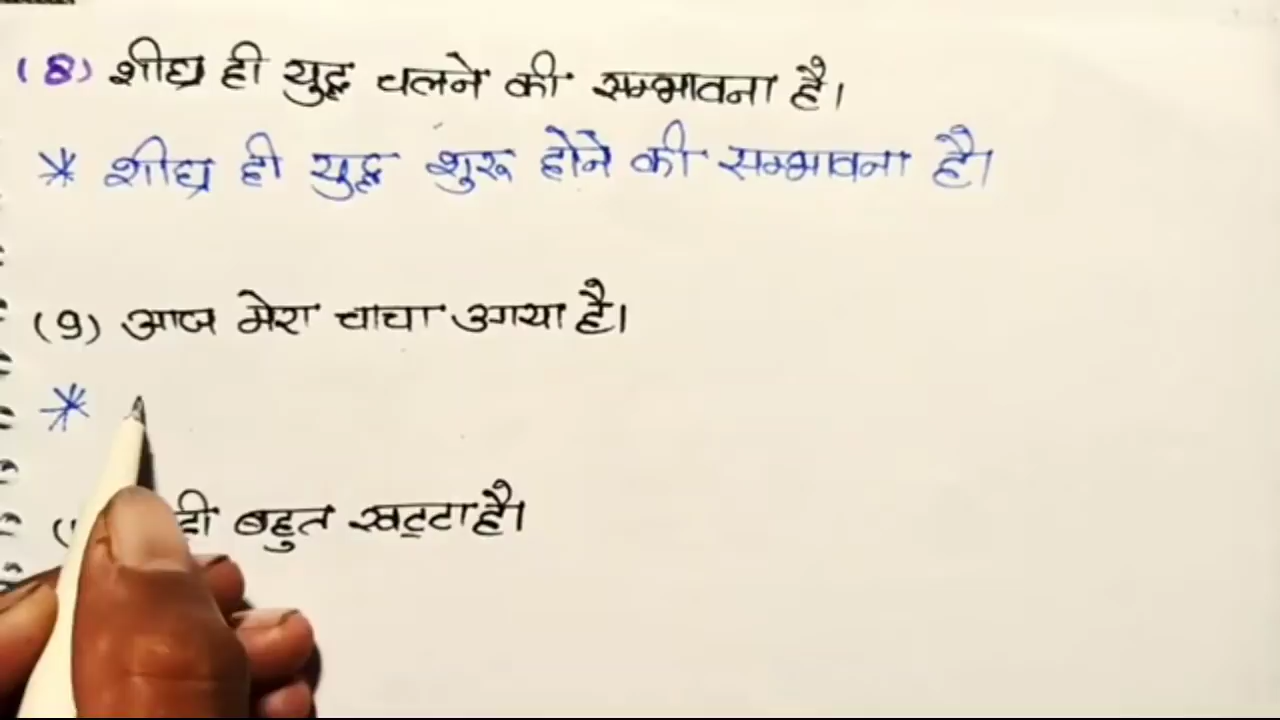 (8) शीघ्र ही युद्ध चलने की सम्भावना है।
* शीघ्र ही युद्ध शुरू होने की सम्भावना है।
(9) आज मेरा चाचा आया है।
*
( ही बहुत खट्टा है।